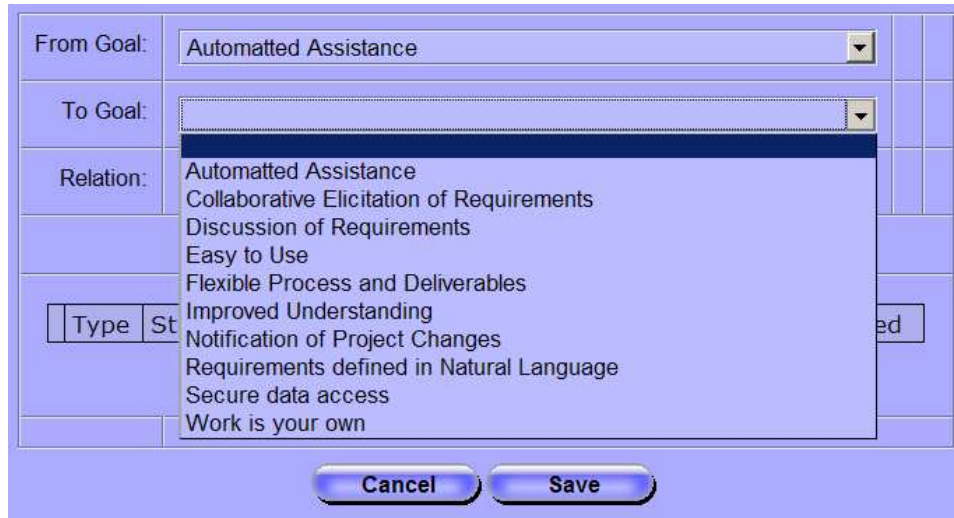 From Goal: Automatted Assistance
To Goal:
Relation:
Automatted Assistance
Collaborative Elicitation of Requirements
Discussion of Requirements
Easy to Use
Flexible Process and Deliverables
Improved Understanding
Notification of Project Changes
Requirements defined in Natural Language
Secure data access
Work is your own
Type St ed
Cancel Save